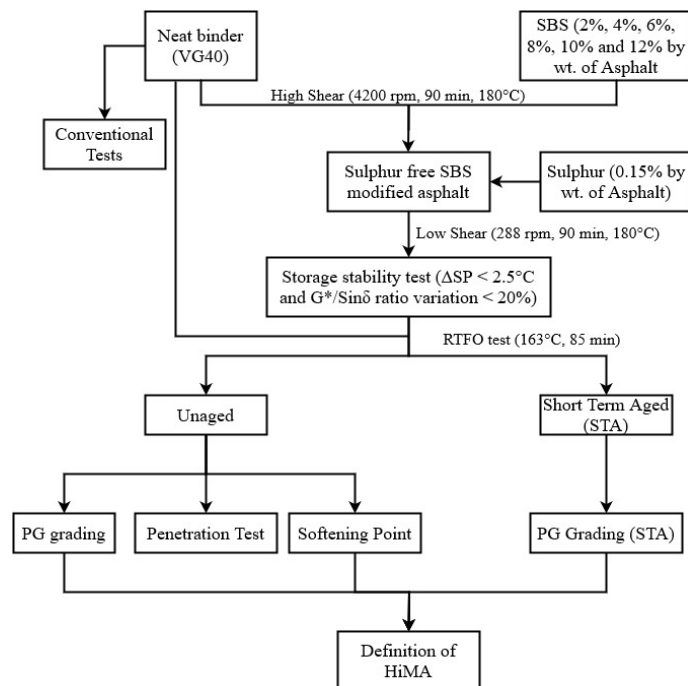 Neat binder
(VG40)
SBS (2%, 4%, 6%,
8%, 10% and 12% by
wt. of Asphalt
High Shear (4200 rpm, 90 min, 180°C)
Conventional
Tests
Sulphur free SBS
modified asphalt
Sulphur (0.15% by
wt. of Asphalt)
Low Shear (288 rpm, 90 min, 180°C)
Storage stability test (ΔSP < 2.5°C
and G*/Sinδ ratio variation < 20%)
RTFO test (163°C, 85 min)
Unaged
Short Term Aged
(STA)
PG grading
Penetration Test
Softening Point
PG Grading (STA)
Definition of
HiMA